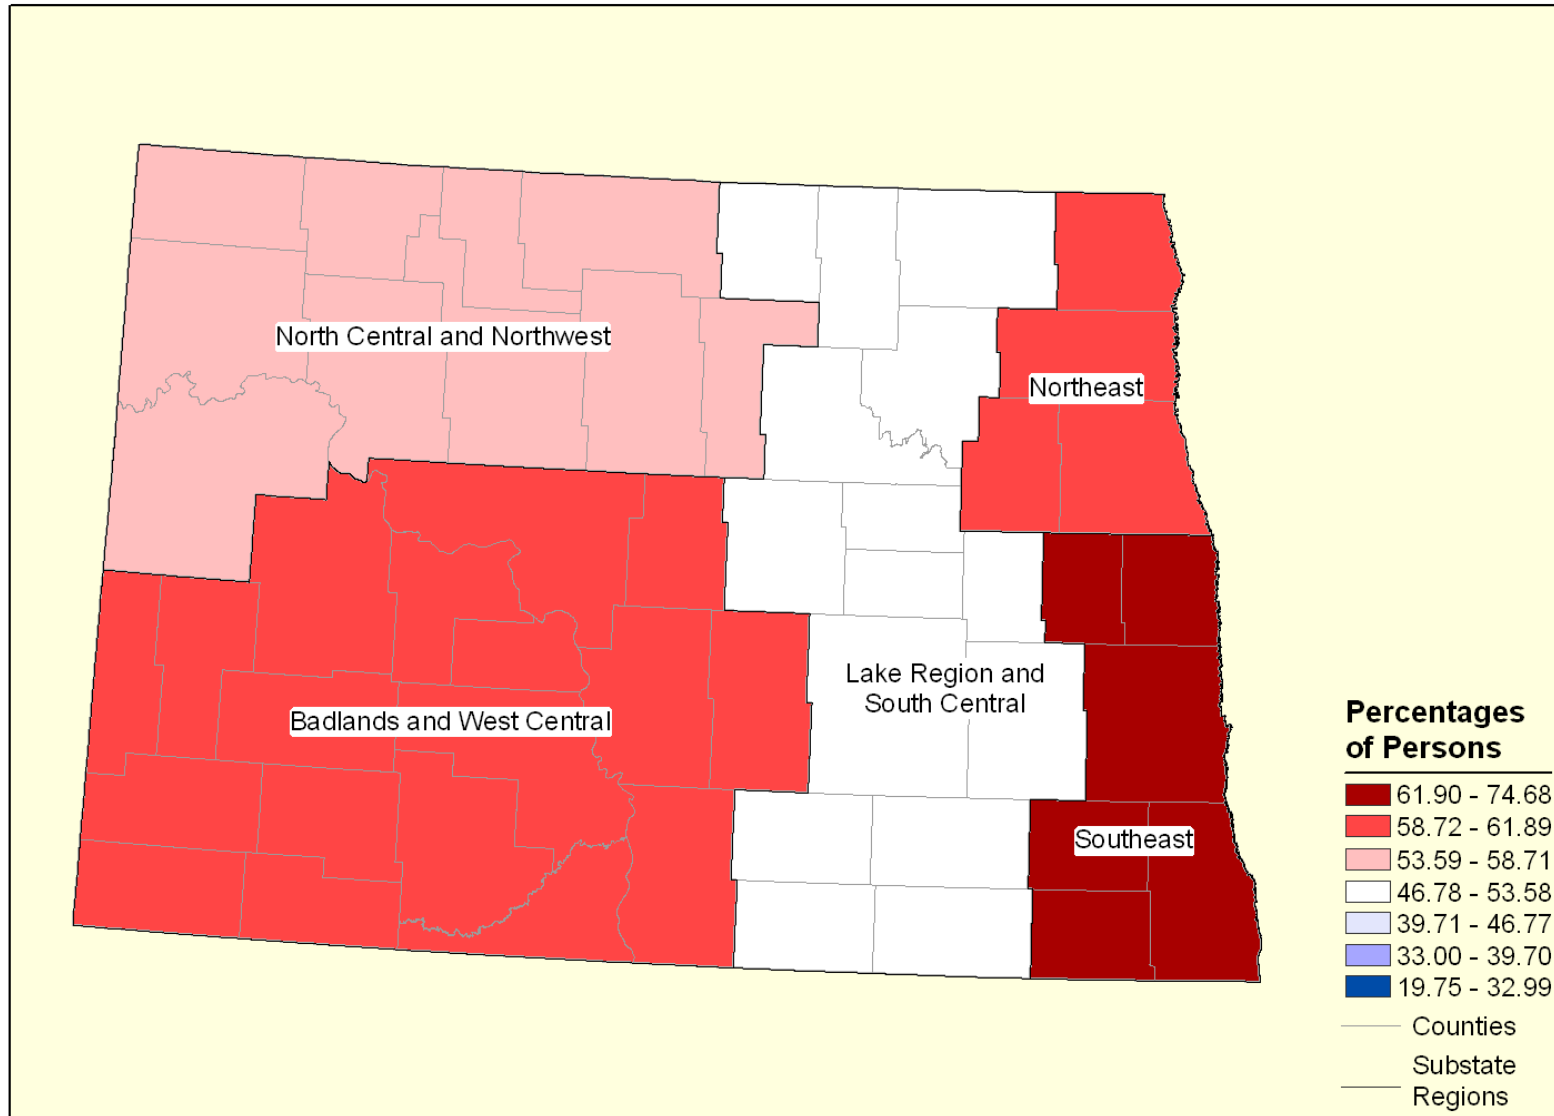 North Central and Northwest
Northeast
Lake Region and
South Central
Badlands and West Central
Southeast
Percentages
of Persons
61.90 - 74.68
58.72 - 61.89
53.59 - 58.71
46.78 - 53.58
39.71 - 46.77
33.00 - 39.70
19.75 - 32.99
Counties
Substate
Regions